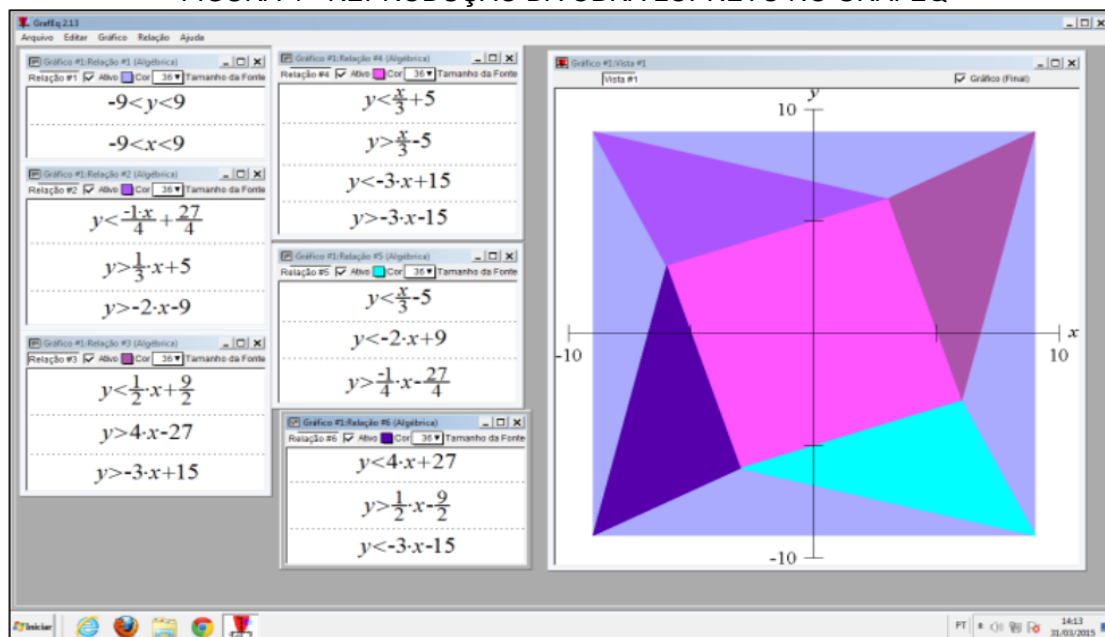 GrafEq 2.13
Arquivo Editar Gráfico Relação Ajuda
Gráfico #1:Relação #1 (Algébrica)
Relação #1 Ativo Cor 36 Tamanho da Fonte
-9<y<9
-9<x<9
Gráfico #1:Relação #2 (Algébrica)
Relação #2 Ativo Cor 36 Tamanho da Fonte
y<-1·x/4+27/4
y>1/3·x+5
y>-2·x-9
Gráfico #1:Relação #3 (Algébrica)
Relação #3 Ativo Cor 36 Tamanho da Fonte
y<1/2·x+9/2
y>4·x-27
y>-3·x+15
Gráfico #1:Relação #4 (Algébrica)
Relação #4 Ativo Cor 36 Tamanho da Fonte
y<x/3+5
y>x/3-5
y<-3·x+15
y>-3·x-15
Gráfico #1:Relação #5 (Algébrica)
Relação #5 Ativo Cor 36 Tamanho da Fonte
y<x/3-5
y<-2·x+9
y>-1/4·x-27/4
Gráfico #1:Relação #6 (Algébrica)
Relação #6 Ativo Cor 36 Tamanho da Fonte
y<4·x+27
y>1/2·x-9/2
y<-3·x-15
Gráfico #1:Vista #1
Vista #1 Gráfico (Final)
y
10
-10
10
x
-10
Iniciar
PT
14:13
31/03/2015